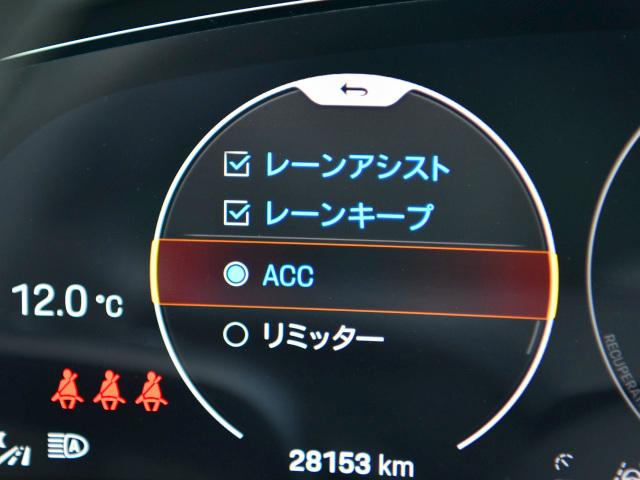 レーンアシスト
レーンキープ
ACC
リミッター
12.0 °C
A
28153 km